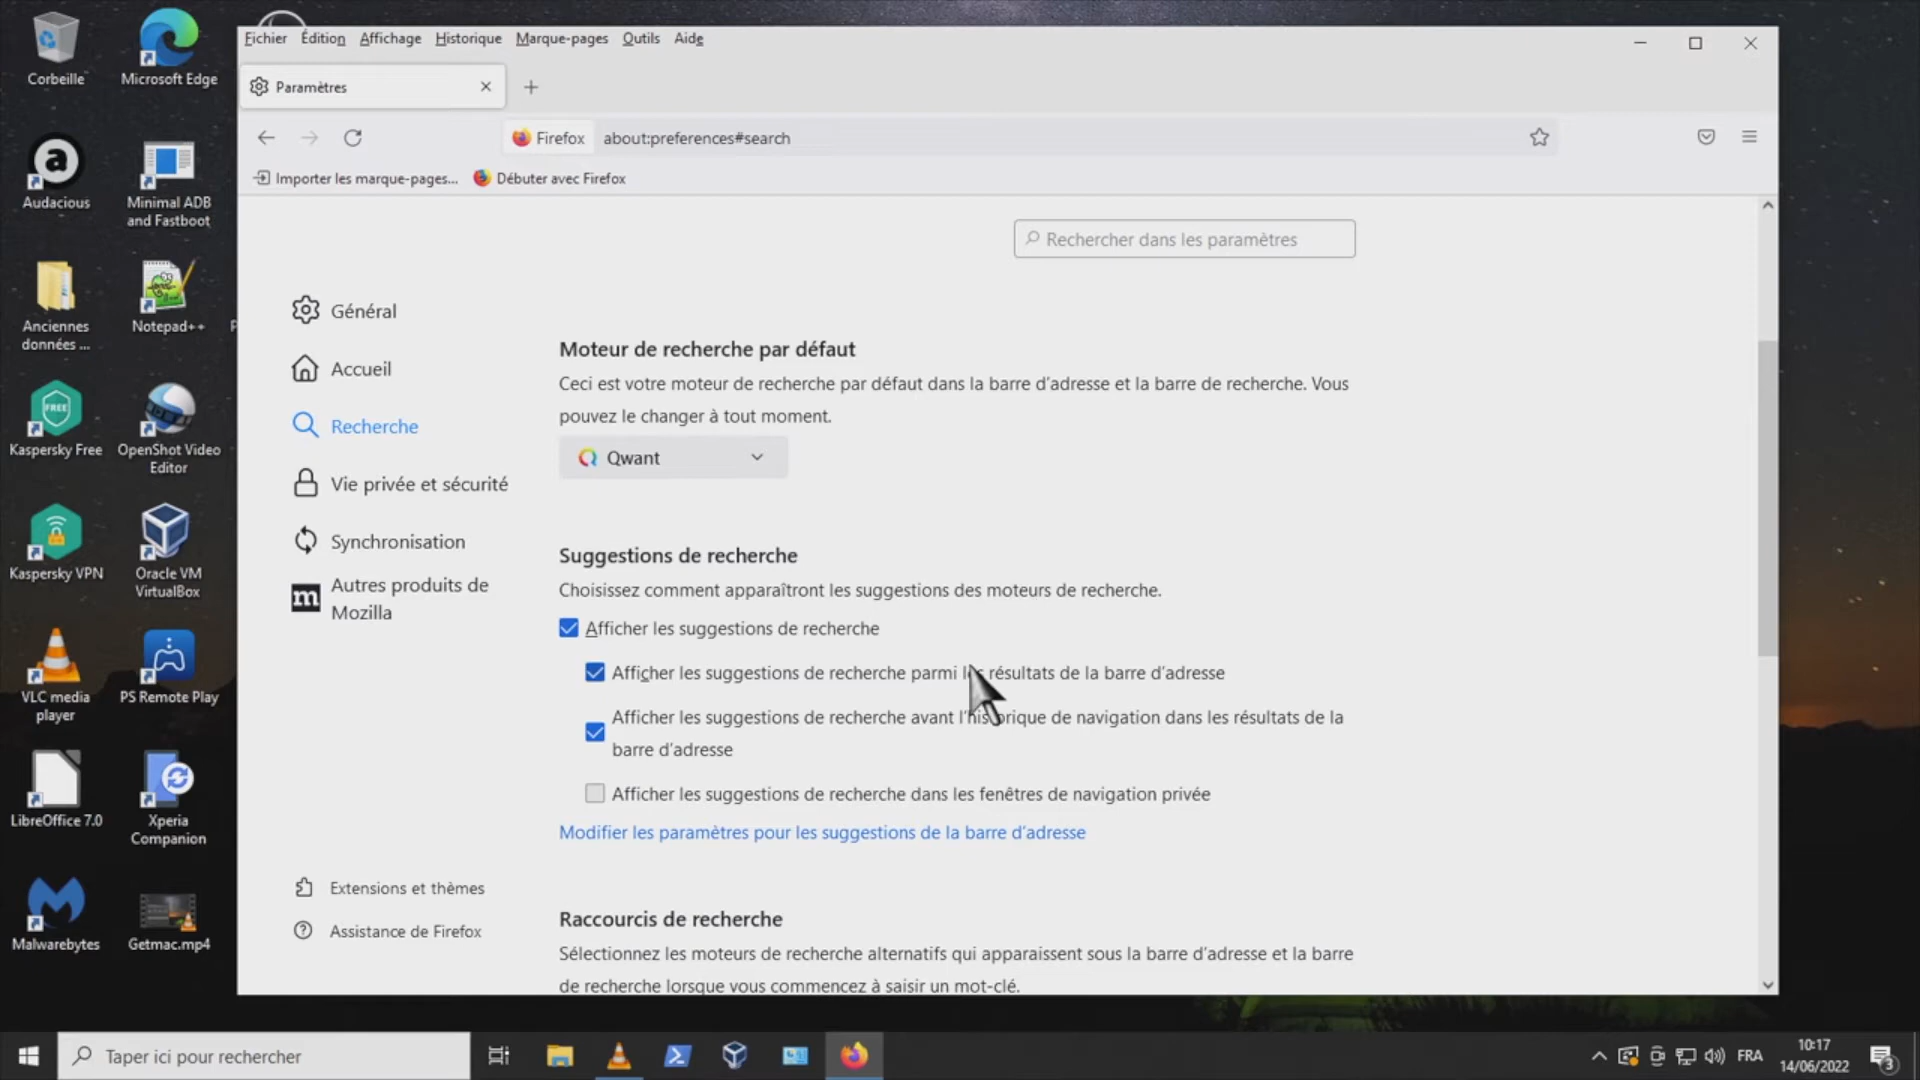 Corbeille
Microsoft Edge
Audacious
Minimal ADB
and Fastboot
Anciennes
données ...
Notepad++
Kaspersky Free
OpenShot Video
Editor
Kaspersky VPN
Oracle VM
VirtualBox
VLC media
player
PS Remote Play
LibreOffice 7.0
Xperia
Companion
Malwarebytes
Getmac.mp4
Fichier Édition Affichage Historique Marque-pages Outils Aide
Paramètres
Firefox about:preferences#search
Importer les marque-pages... Débuter avec Firefox
Rechercher dans les paramètres
Général
Accueil
Recherche
Vie privée et sécurité
Synchronisation
Autres produits de
Mozilla
Extensions et thèmes
Assistance de Firefox
Moteur de recherche par défaut
Ceci est votre moteur de recherche par défaut dans la barre d'adresse et la barre de recherche. Vous
pouvez le changer à tout moment.
Qwant
Suggestions de recherche
Choisissez comment apparaîtront les suggestions des moteurs de recherche.
Afficher les suggestions de recherche
Afficher les suggestions de recherche parmi les résultats de la barre d'adresse
Afficher les suggestions de recherche avant l'historique de navigation dans les résultats de la
barre d'adresse
Afficher les suggestions de recherche dans les fenêtres de navigation privée
Modifier les paramètres pour les suggestions de la barre d'adresse
Raccourcis de recherche
Sélectionnez les moteurs de recherche alternatifs qui apparaissent sous la barre d'adresse et la barre
de recherche lorsque vous commencez à saisir un mot-clé.
Taper ici pour rechercher
FRA
10:17
14/06/2022
3